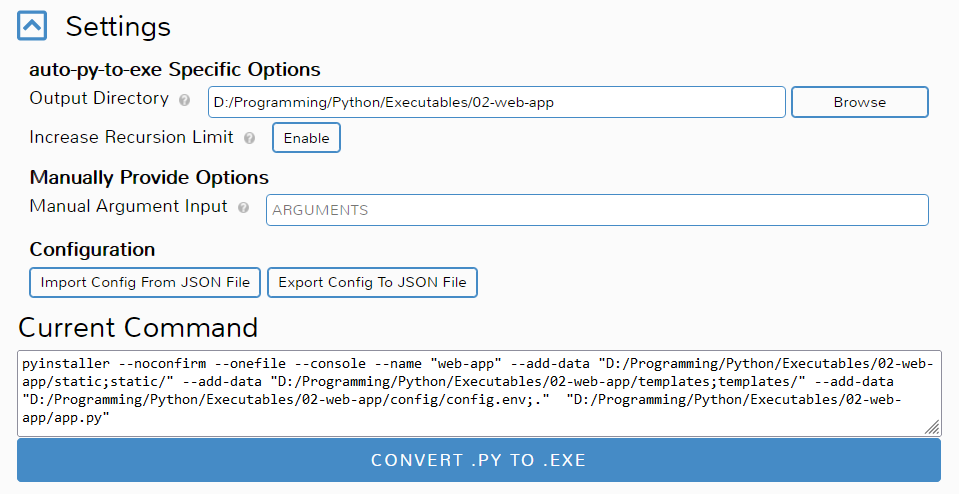 Settings
auto-py-to-exe Specific Options
Output Directory ? D:/Programming/Python/Executables/02-web-app Browse
Increase Recursion Limit ? Enable
Manually Provide Options
Manual Argument Input ? ARGUMENTS
Configuration
Import Config From JSON File Export Config To JSON File
Current Command
pyinstaller --noconfirm --onefile --console --name "web-app" --add-data "D:/Programming/Python/Executables/02-web-
app/static;static/" --add-data "D:/Programming/Python/Executables/02-web-app/templates;templates/" --add-data
"D:/Programming/Python/Executables/02-web-app/config/config.env;."  "D:/Programming/Python/Executables/02-web-
app/app.py"
CONVERT .PY TO .EXE